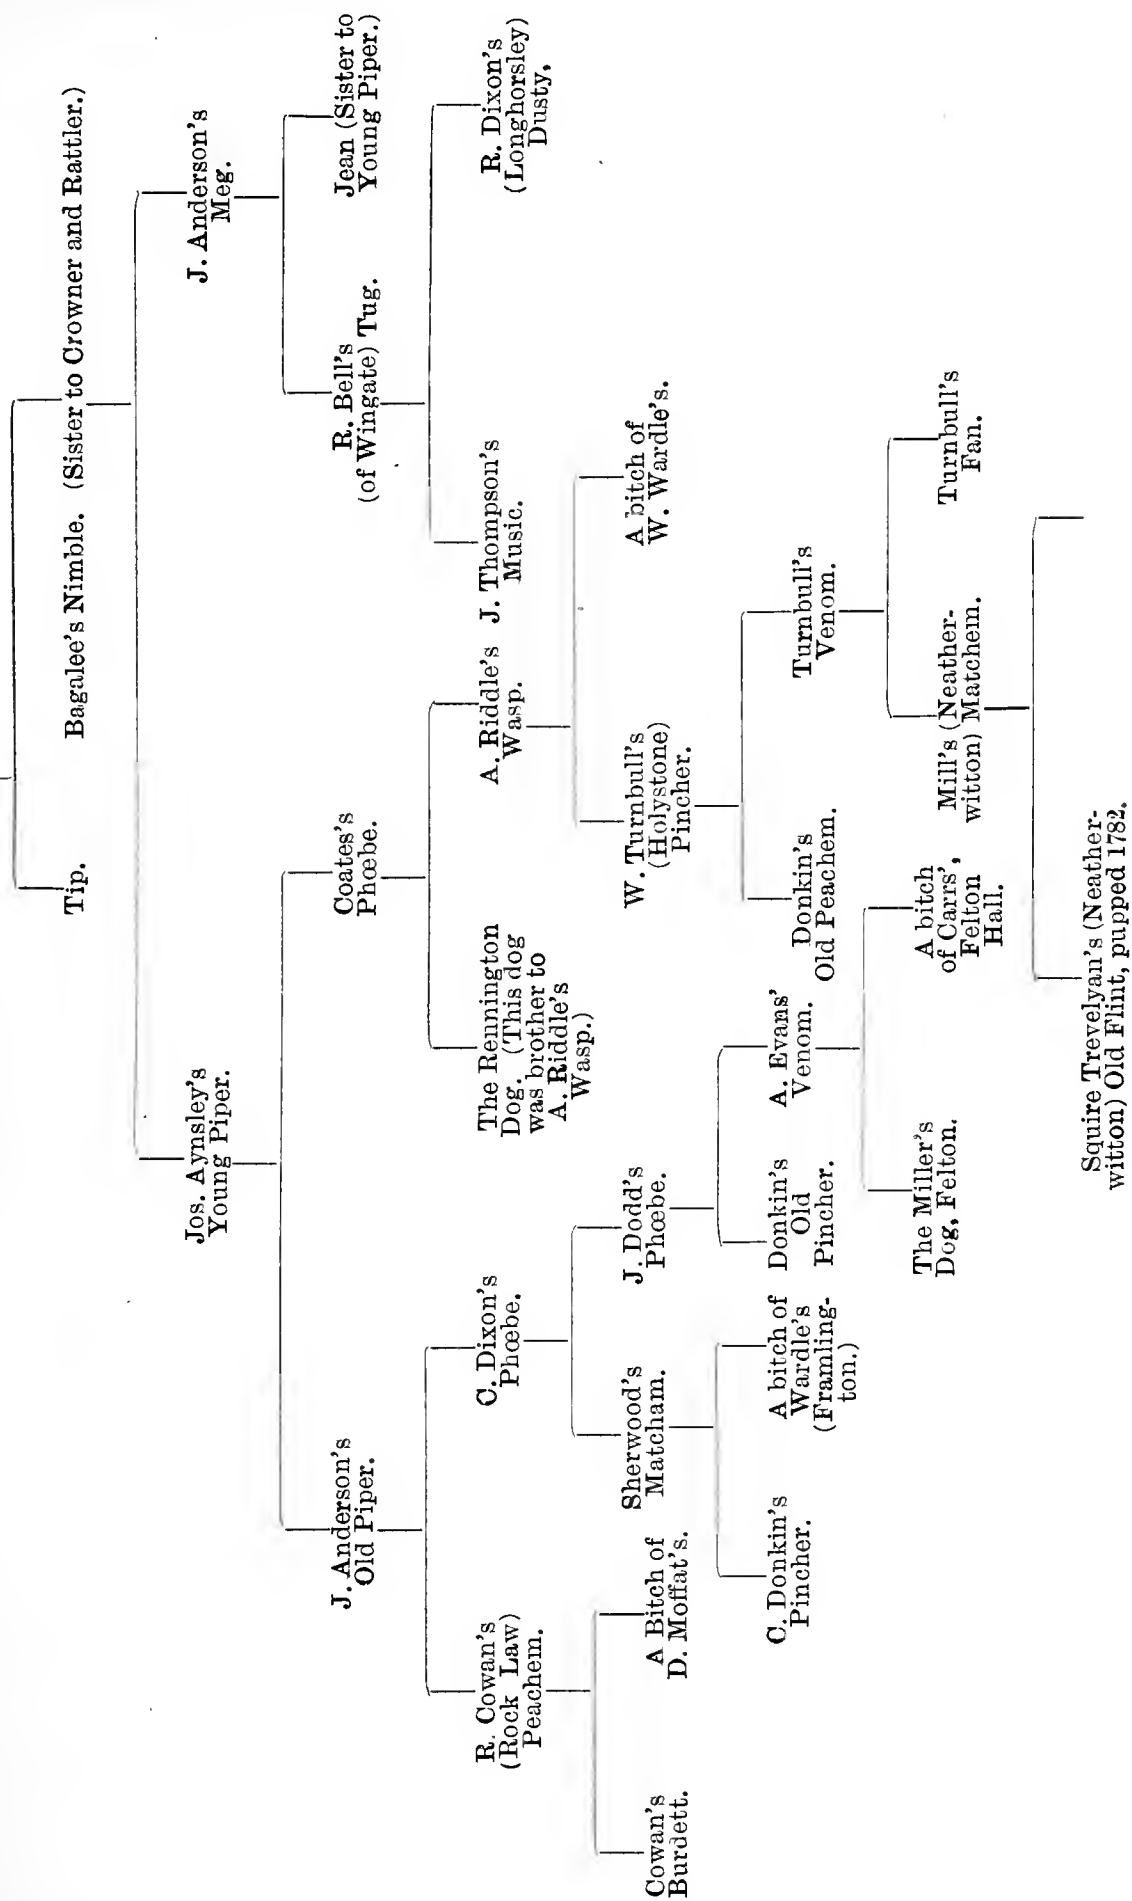 Tip.
Bagalee's Nimble. (Sister to Crowner and Rattler.)
Jos. Aynsley's
Young Piper.
J. Anderson's
Meg.
J. Anderson's
Old Piper.
Coates's
Phœbe.
R. Bell's
(of Wingate) Tug.
Jean (Sister to
Young Piper.)
R. Cowan's
(Rock Law)
Peachem.
C. Dixon's
Phœbe.
The Rennington
Dog. (This dog
was brother to
A. Riddle's
Wasp.)
A. Riddle's
Wasp.
J. Thompson's
Music.
R. Dixon's
(Longhorsley)
Dusty,
Cowan's
Burdett.
A Bitch of
D. Moffat's.
Sherwood's
Matcham.
J. Dodd's
Phœbe.
W. Turnbull's
(Holystone)
Pincher.
A bitch of
W. Wardle's.
C. Donkin's
Pincher.
A bitch of
Wardle's
(Framling-
ton.)
Donkin's
Old
Pincher.
A. Evans'
Venom.
Donkin's
Old Peachem.
Turnbull's
Venom.
The Miller's
Dog, Felton.
A bitch
of Carrs',
Felton
Hall.
Mill's (Neather-
witton) Matchem.
Turnbull's
Fan.
Squire Trevelyan's (Neather-
witton) Old Flint, pupped 1782.